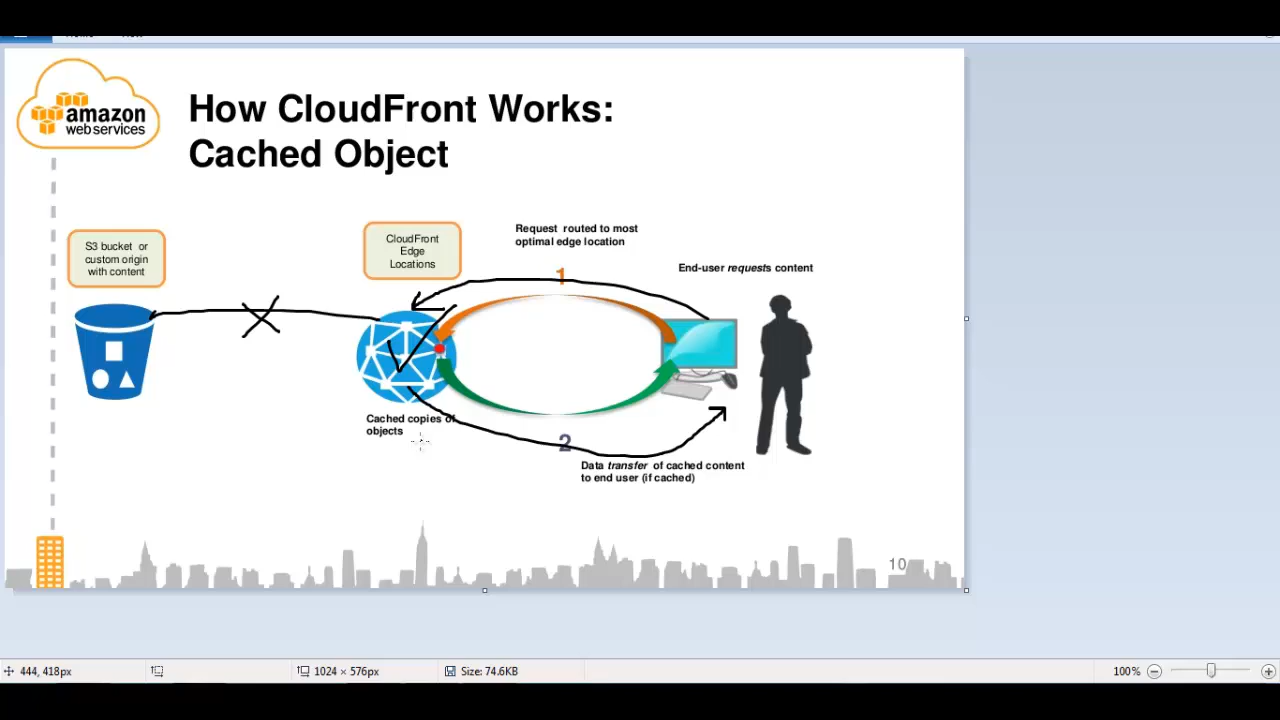 amazon
web services
How CloudFront Works:
Cached Object
S3 bucket or
custom origin
with content
CloudFront
Edge
Locations
Request routed to most
optimal edge location
1
End-user requests content
Cached copies of
objects
2
Data transfer of cached content
to end user (if cached)
10
444, 418px
1024 × 576px
Size: 74.6KB
100%